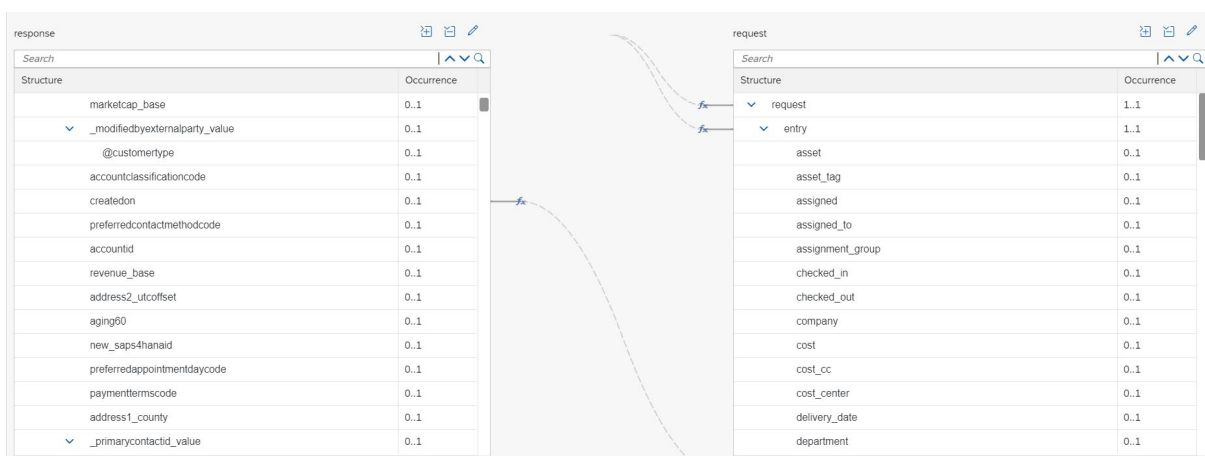 response
request
Search
Search
Structure Occurrence
Structure Occurrence
marketcap_base 0..1
fx request 1..1
_modifiedbyexternalparty_value 0..1
fx entry 1..1
@customertype 0..1
asset 0..1
accountclassificationcode 0..1
asset_tag 0..1
createdon 0..1 fx
assigned 0..1
preferredcontactmethodcode 0..1
assigned_to 0..1
accountid 0..1
assignment_group 0..1
revenue_base 0..1
checked_in 0..1
address2_utcoffset 0..1
checked_out 0..1
aging60 0..1
company 0..1
new_saps4hanaid 0..1
cost 0..1
preferredappointmentdaycode 0..1
cost_cc 0..1
paymenttermscode 0..1
cost_center 0..1
address1_county 0..1
delivery_date 0..1
_primarycontactid_value 0..1
department 0..1